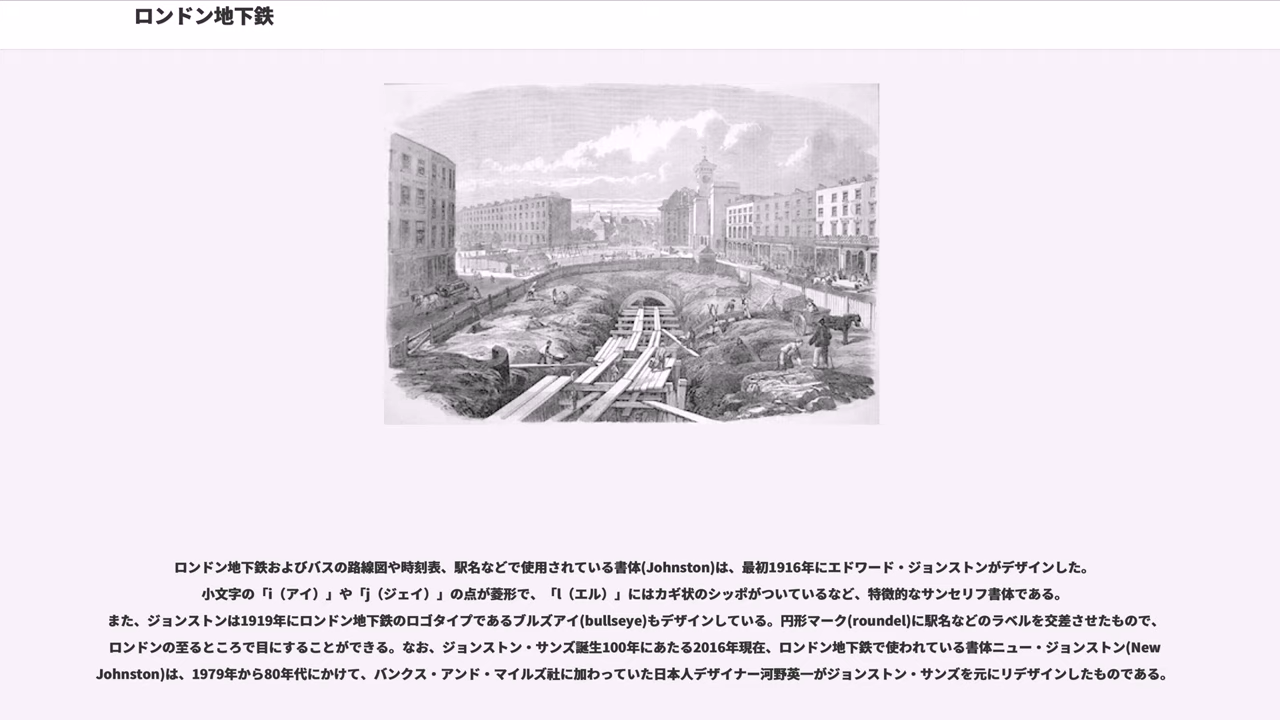 ロンドン地下鉄
ロンドン地下鉄およびバスの路線図や時刻表、駅名などで使用されている書体(Johnston)は、最初1916年にエドワード・ジョンストンがデザインした。
小文字の「i（アイ）」や「j（ジェイ）」の点が菱形で、「l（エル）」にはカギ状のシッポがついているなど、特徴的なサンセリフ書体である。
また、ジョンストンは1919年にロンドン地下鉄のロゴタイプであるブルズアイ(bullseye)もデザインしている。円形マーク(roundel)に駅名などのラベルを交差させたもので、
ロンドンの至るところで目にすることができる。なお、ジョンストン・サンズ誕生100年にあたる2016年現在、ロンドン地下鉄で使われている書体ニュー・ジョンストン(New
Johnston)は、1979年から80年代にかけて、バンクス・アンド・マイルズ社に加わっていた日本人デザイナー河野英一がジョンストン・サンズを元にリデザインしたものである。